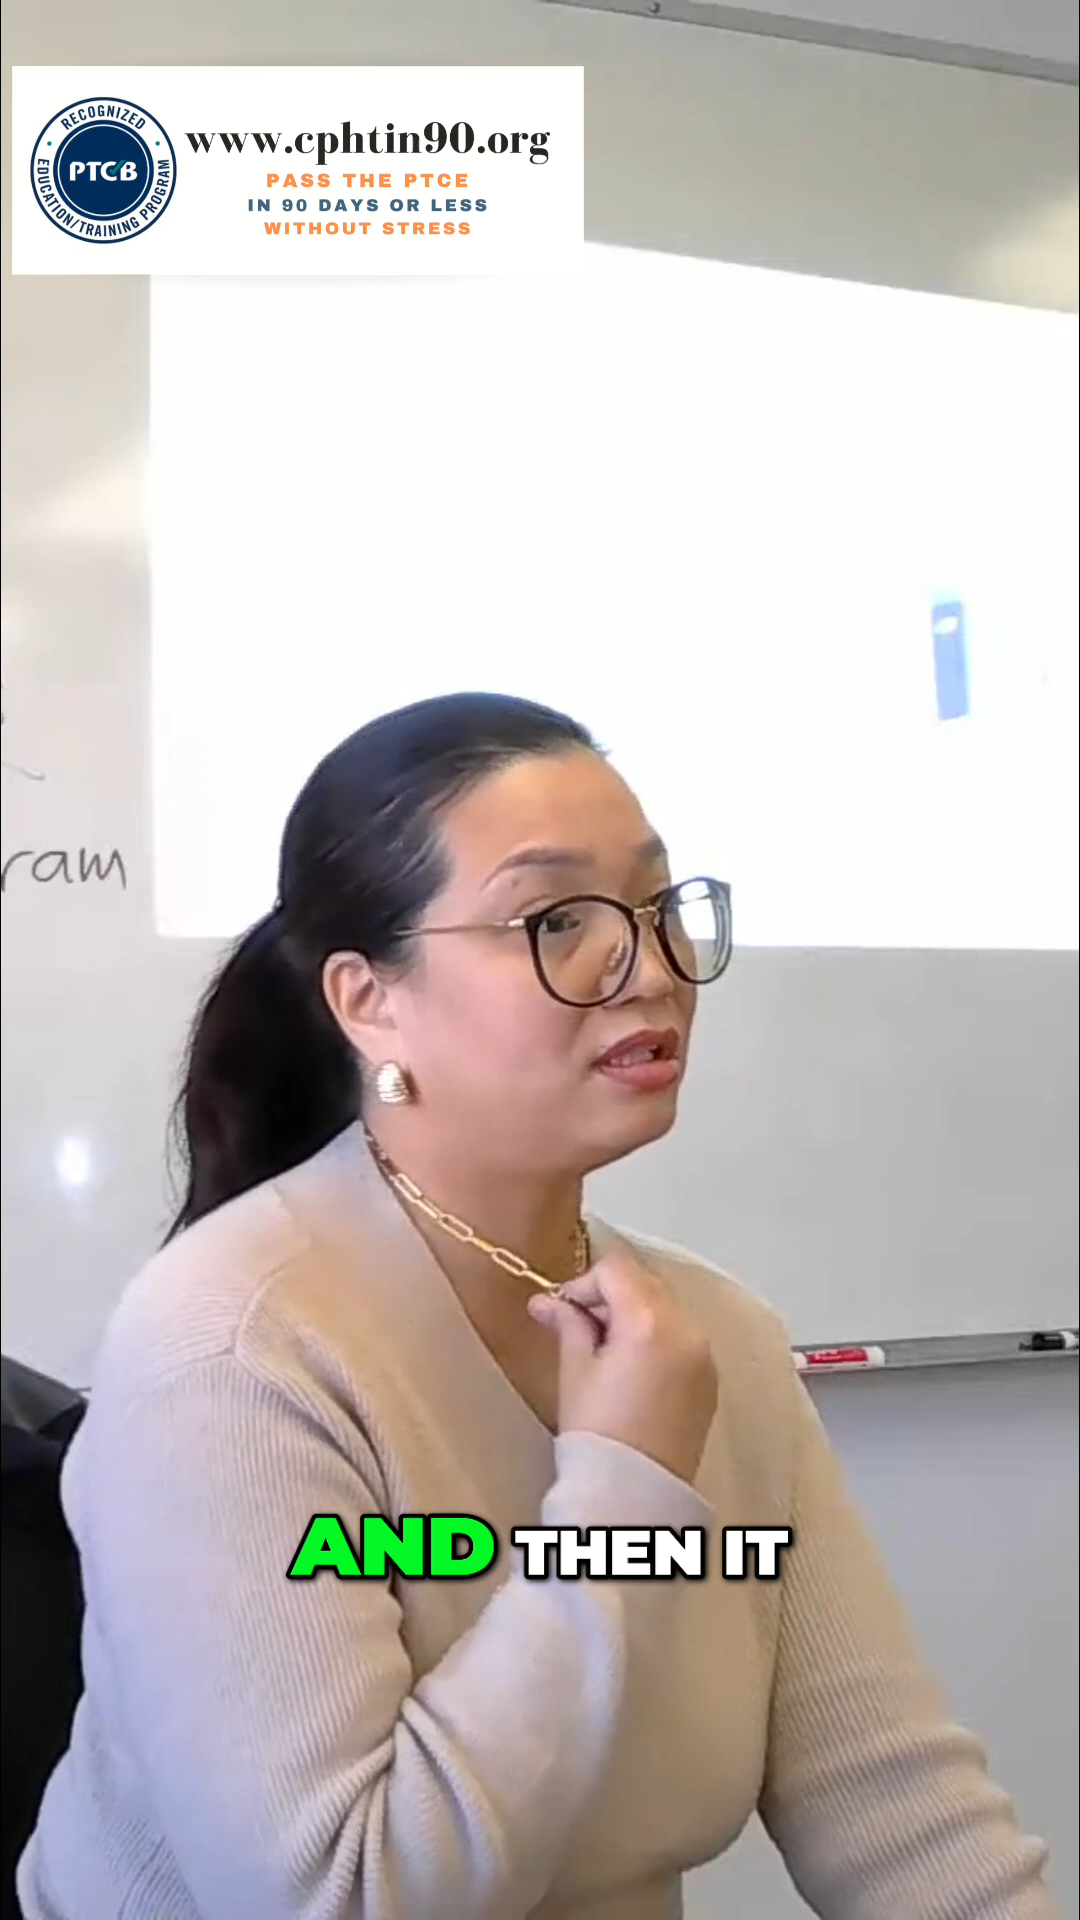 RECOGNIZED
PTCB
EDUCATION/TRAINING PROGRAM
www.cphtin90.org
PASS THE PTCE
IN 90 DAYS OR LESS
WITHOUT STRESS
ram
AND THEN IT